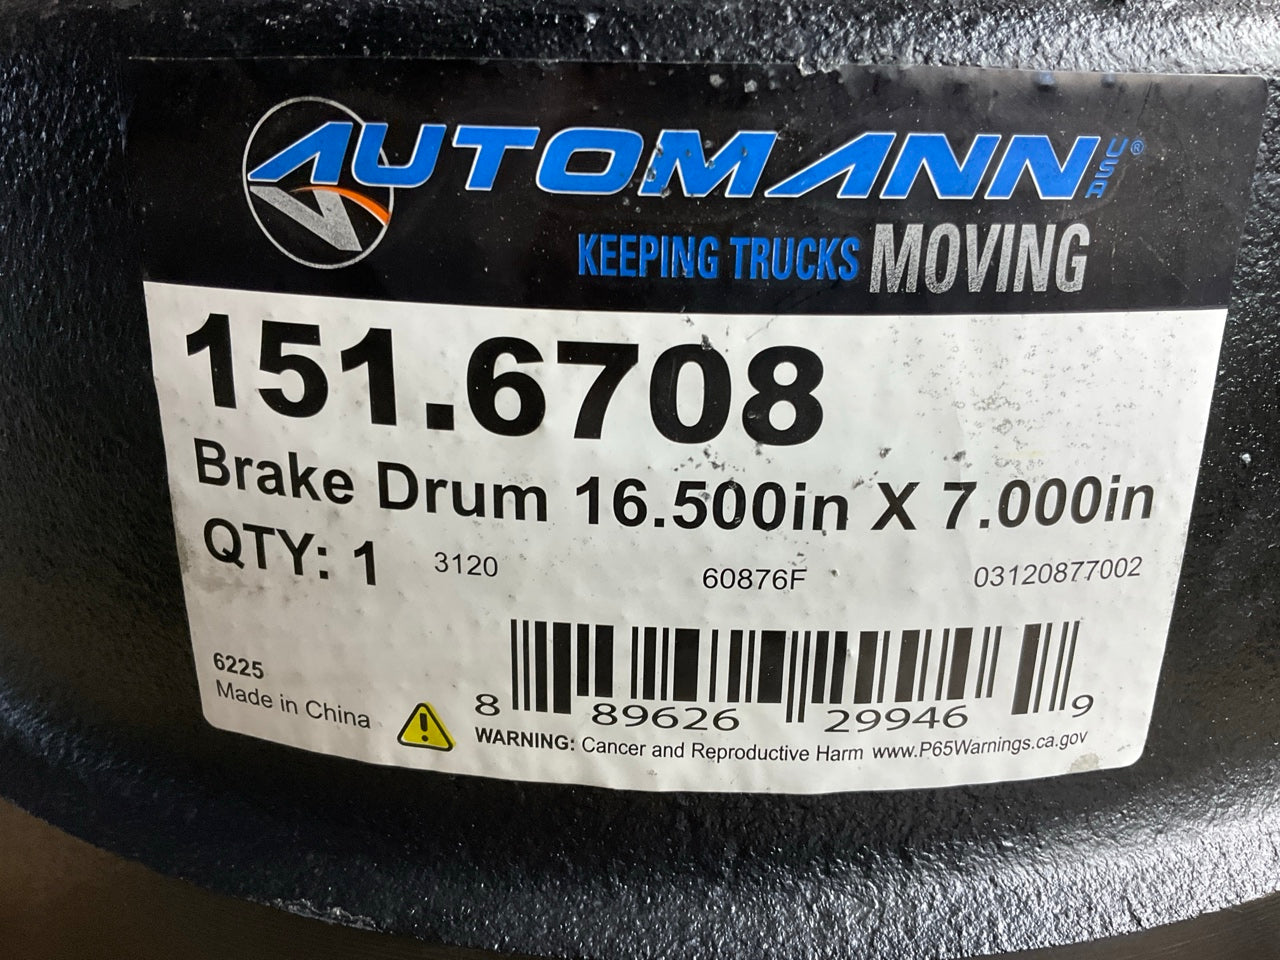 AUTOMANN USA®
KEEPING TRUCKS MOVING
151.6708
Brake Drum 16.500in X 7.000in
QTY: 1 3120 60876F 03120877002
6225
Made in China
8 89626 29946 9
WARNING: Cancer and Reproductive Harm www.P65Warnings.ca.gov